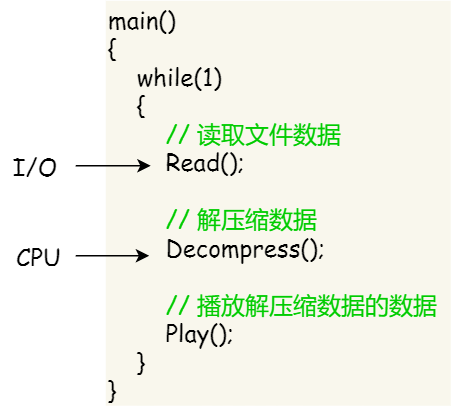 main()
{
while(1)
{
// 读取文件数据
I/O Read();
// 解压缩数据
CPU Decompress();
// 播放解压缩数据的数据
Play();
}
}